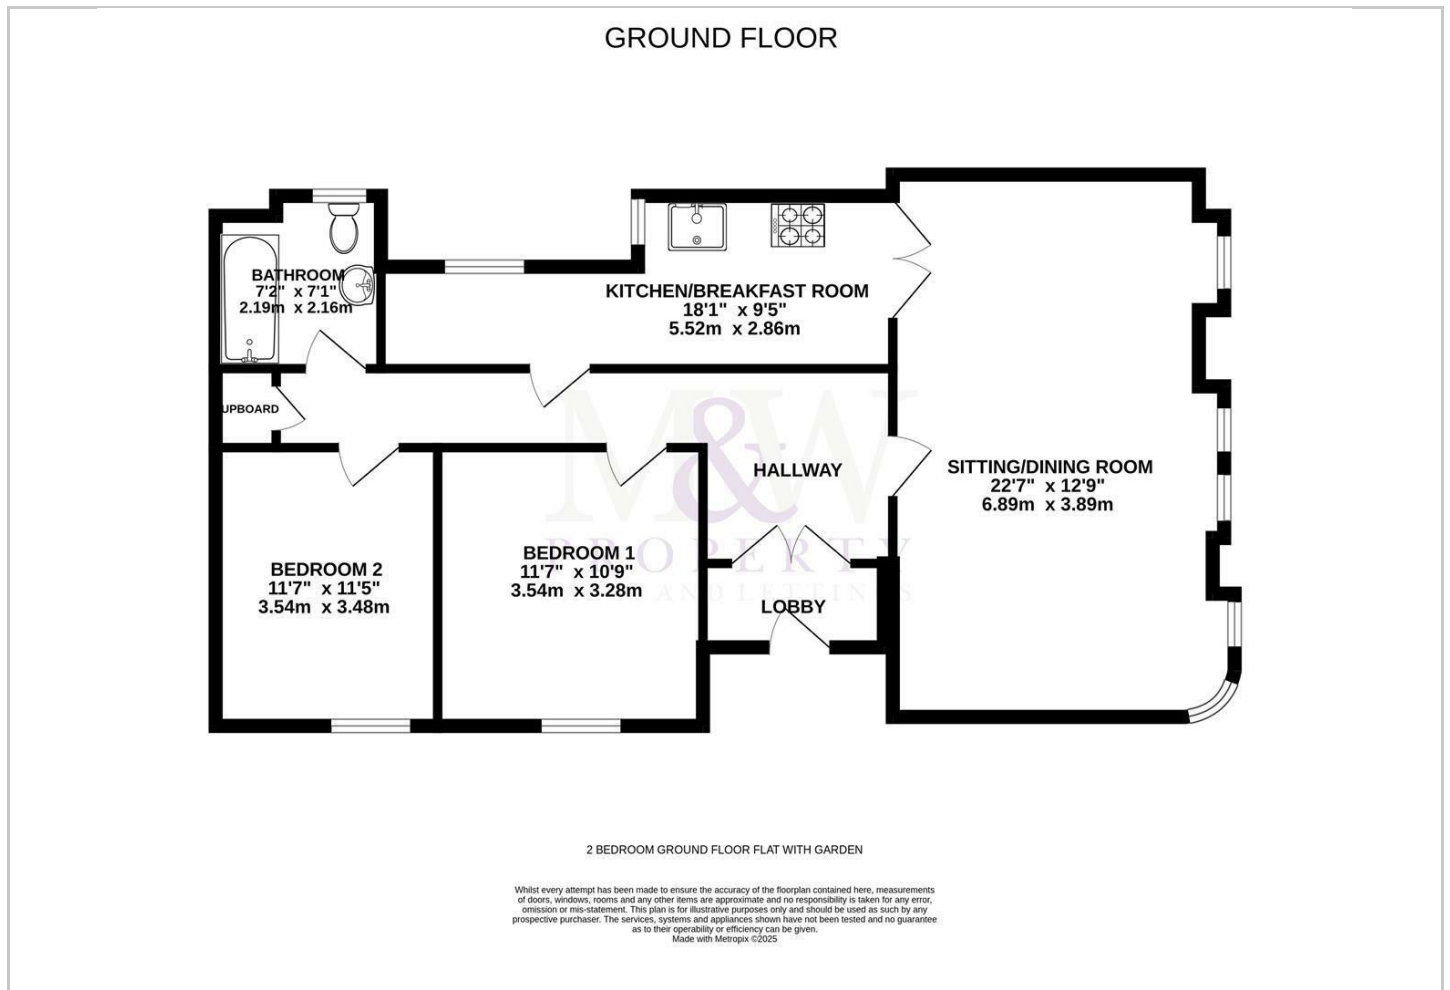 GROUND FLOOR
BATHROOM
7'2" x 7'1"
2.19m x 2.16m
KITCHEN/BREAKFAST ROOM
18'1" x 9'5"
5.52m x 2.86m
UPBOARD
HALLWAY
SITTING/DINING ROOM
22'7" x 12'9"
6.89m x 3.89m
BEDROOM 2
11'7" x 11'5"
3.54m x 3.48m
BEDROOM 1
11'7" x 10'9"
3.54m x 3.28m
LOBBY
M&W
PROPERTY
AND LETTINGS
2 BEDROOM GROUND FLOOR FLAT WITH GARDEN
Whilst every attempt has been made to ensure the accuracy of the floorplan contained here, measurements
of doors, windows, rooms and any other items are approximate and no responsibility is taken for any error,
omission or mis-statement. This plan is for illustrative purposes only and should be used as such by any
prospective purchaser. The services, systems and appliances shown have not been tested and no guarantee
as to their operability or efficiency can be given.
Made with Metropix ©2025